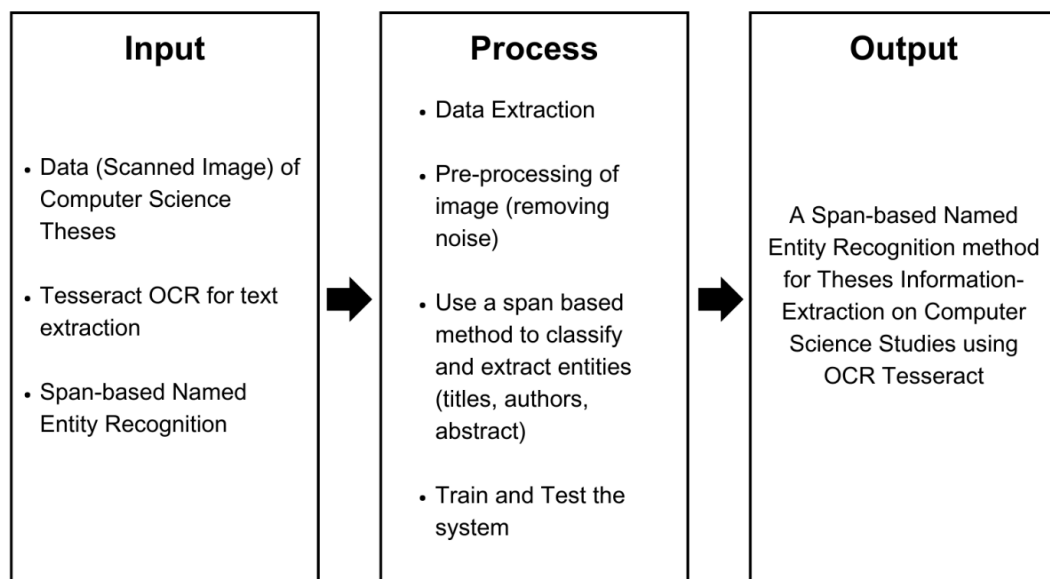 Input
• Data (Scanned Image) of
Computer Science
Theses
• Tesseract OCR for text
extraction
• Span-based Named
Entity Recognition
Process
• Data Extraction
• Pre-processing of
image (removing
noise)
• Use a span based
method to classify
and extract entities
(titles, authors,
abstract)
• Train and Test the
system
Output
A Span-based Named
Entity Recognition method
for Theses Information-
Extraction on Computer
Science Studies using
OCR Tesseract